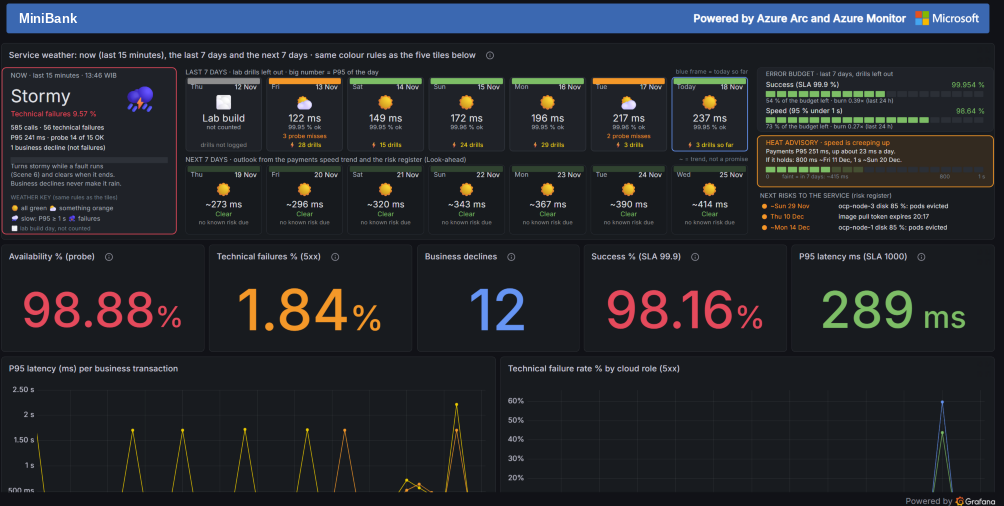 MiniBank
Powered by Azure Arc and Azure Monitor
Microsoft
Service weather: now (last 15 minutes), the last 7 days and the next 7 days · same colour rules as the five tiles below
NOW · last 15 minutes · 13:46 WIB
Stormy
Technical failures 9.57 %
585 calls · 56 technical failures
P95 241 ms · probe 14 of 15 OK
1 business decline (not failures)
Turns stormy while a fault runs
(Scene 6) and clears when it ends.
Business declines never make it rain.
WEATHER KEY (same rules as the tiles)
all green something orange
slow: P95 ≥ 1 s failures
lab build day, not counted
LAST 7 DAYS · lab drills left out · big number = P95 of the day
blue frame = today so far
Thu 12 Nov
Lab build
not counted
drills not logged
Fri 13 Nov
122 ms
99.95 % ok
3 probe misses
28 drills
Sat 14 Nov
149 ms
99.95 % ok
15 drills
Sun 15 Nov
172 ms
99.96 % ok
24 drills
Mon 16 Nov
196 ms
99.95 % ok
29 drills
Tue 17 Nov
217 ms
99.96 % ok
2 probe misses
3 drills
Today 18 Nov
237 ms
99.95 % ok
3 drills so far
NEXT 7 DAYS · outlook from the payments speed trend and the risk register (Look-ahead)
~ = trend, not a promise
Thu 19 Nov
~273 ms
Clear
no known risk due
Fri 20 Nov
~296 ms
Clear
no known risk due
Sat 21 Nov
~320 ms
Clear
no known risk due
Sun 22 Nov
~343 ms
Clear
no known risk due
Mon 23 Nov
~367 ms
Clear
no known risk due
Tue 24 Nov
~390 ms
Clear
no known risk due
Wed 25 Nov
~414 ms
Clear
no known risk due
ERROR BUDGET · last 7 days, drills left out
Success (SLA 99.9 %) 99.954 %
54 % of the budget left · burn 0.39× (last 24 h)
Speed (95 % under 1 s) 98.64 %
73 % of the budget left · burn 0.27× (last 24 h)
HEAT ADVISORY · speed is creeping up
Payments P95 251 ms, up about 23 ms a day.
If it holds: 800 ms ~Fri 11 Dec, 1 s ~Sun 20 Dec.
0 faint = in 7 days: ~415 ms 800 1 s
NEXT RISKS TO THE SERVICE (risk register)
~Sun 29 Nov ocp-node-3 disk 85 %: pods evicted
Thu 10 Dec image pull token expires 20:17
~Mon 14 Dec ocp-node-1 disk 85 %: pods evicted
Availability % (probe)
98.88%
Technical failures % (5xx)
1.84%
Business declines
12
Success % (SLA 99.9)
98.16%
P95 latency ms (SLA 1000)
289 ms
P95 latency (ms) per business transaction
2.50 s
2 s
1.50 s
1 s
500 ms
Technical failure rate % by cloud role (5xx)
60%
50%
40%
30%
20%
Powered by Grafana